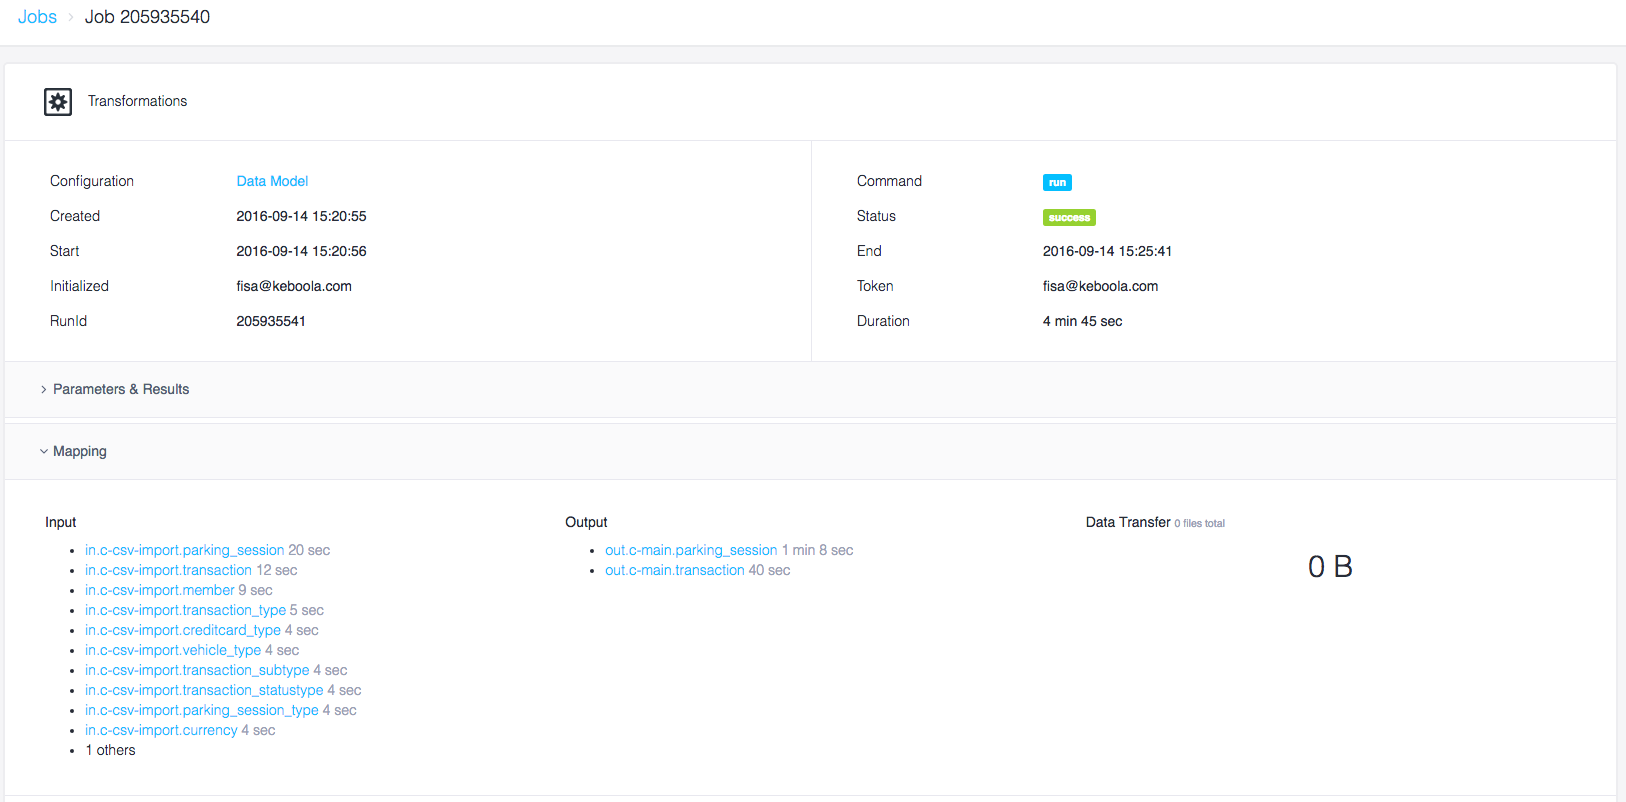 Jobs > Job 205935540
Transformations
Configuration Data Model
Created 2016-09-14 15:20:55
Start 2016-09-14 15:20:56
Initialized fisa@keboola.com
RunId 205935541
Command run
Status success
End 2016-09-14 15:25:41
Token fisa@keboola.com
Duration 4 min 45 sec
Parameters & Results
Mapping
Input
in.c-csv-import.parking_session 20 sec
in.c-csv-import.transaction 12 sec
in.c-csv-import.member 9 sec
in.c-csv-import.transaction_type 5 sec
in.c-csv-import.creditcard_type 4 sec
in.c-csv-import.vehicle_type 4 sec
in.c-csv-import.transaction_subtype 4 sec
in.c-csv-import.transaction_statustype 4 sec
in.c-csv-import.parking_session_type 4 sec
in.c-csv-import.currency 4 sec
1 others
Output
out.c-main.parking_session 1 min 8 sec
out.c-main.transaction 40 sec
Data Transfer 0 files total
0 B